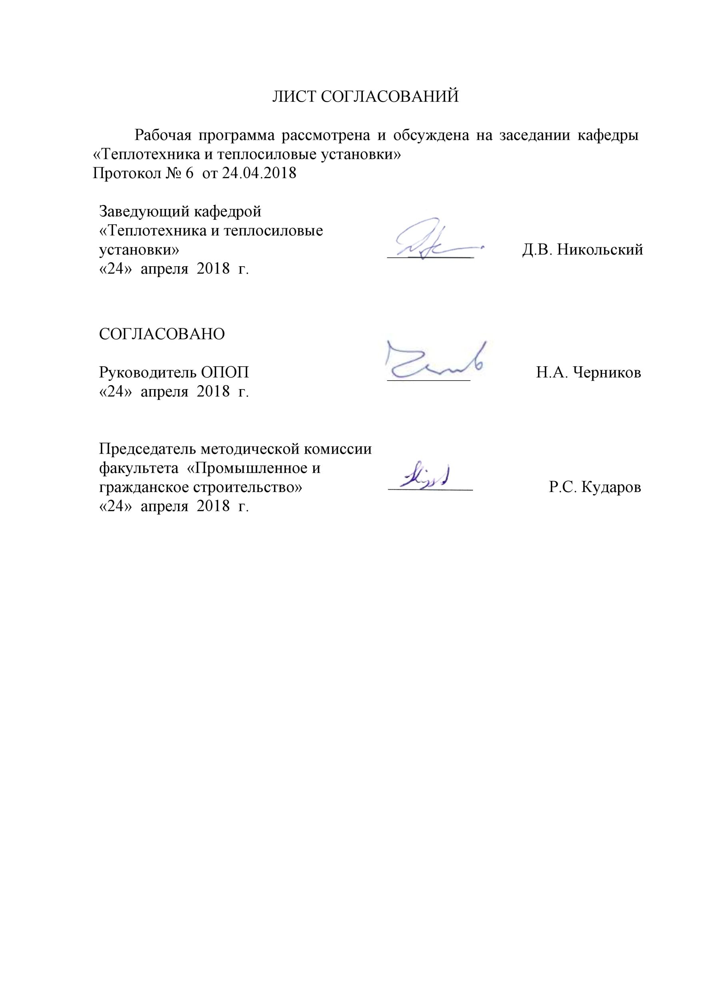 ЛИСТ СОГЛАСОВАНИЙ
Рабочая программа рассмотрена и обсуждена на заседании кафедры
«Теплотехника и теплосиловые установки»
Протокол № 6 от 24.04.2018
Заведующий кафедрой
«Теплотехника и теплосиловые
установки» Д.В. Никольский
«24» апреля 2018 г.
СОГЛАСОВАНО
Руководитель ОПОП Н.А. Черников
«24» апреля 2018 г.
Председатель методической комиссии
факультета «Промышленное и
гражданское строительство» Р.С. Кударов
«24» апреля 2018 г.